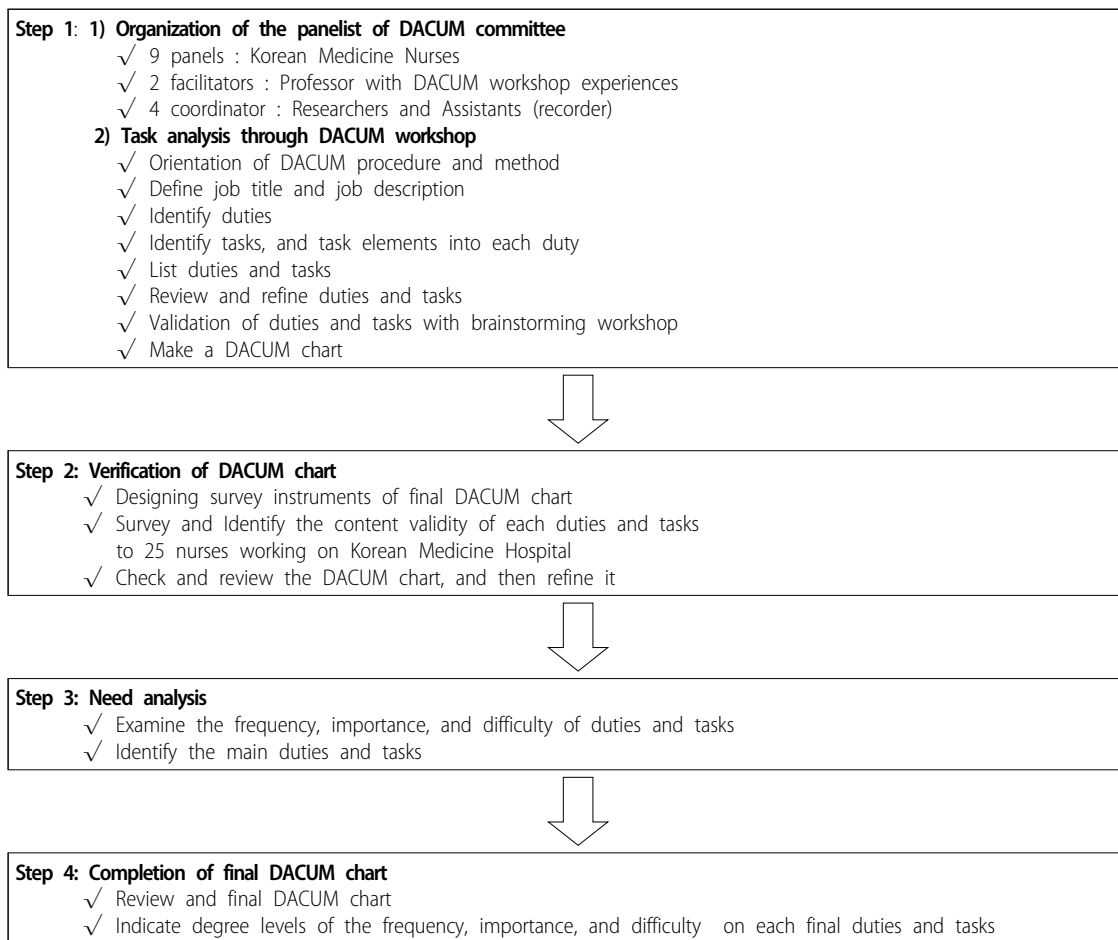 Step 1: 1) Organization of the panelist of DACUM committee
√ 9 panels : Korean Medicine Nurses
√ 2 facilitators : Professor with DACUM workshop experiences
√ 4 coordinator : Researchers and Assistants (recorder)
2) Task analysis through DACUM workshop
√ Orientation of DACUM procedure and method
√ Define job title and job description
√ Identify duties
√ Identify tasks, and task elements into each duty
√ List duties and tasks
√ Review and refine duties and tasks
√ Validation of duties and tasks with brainstorming workshop
√ Make a DACUM chart
Step 2: Verification of DACUM chart
√ Designing survey instruments of final DACUM chart
√ Survey and Identify the content validity of each duties and tasks
to 25 nurses working on Korean Medicine Hospital
√ Check and review the DACUM chart, and then refine it
Step 3: Need analysis
√ Examine the frequency, importance, and difficulty of duties and tasks
√ Identify the main duties and tasks
Step 4: Completion of final DACUM chart
√ Review and final DACUM chart
√ Indicate degree levels of the frequency, importance, and difficulty on each final duties and tasks